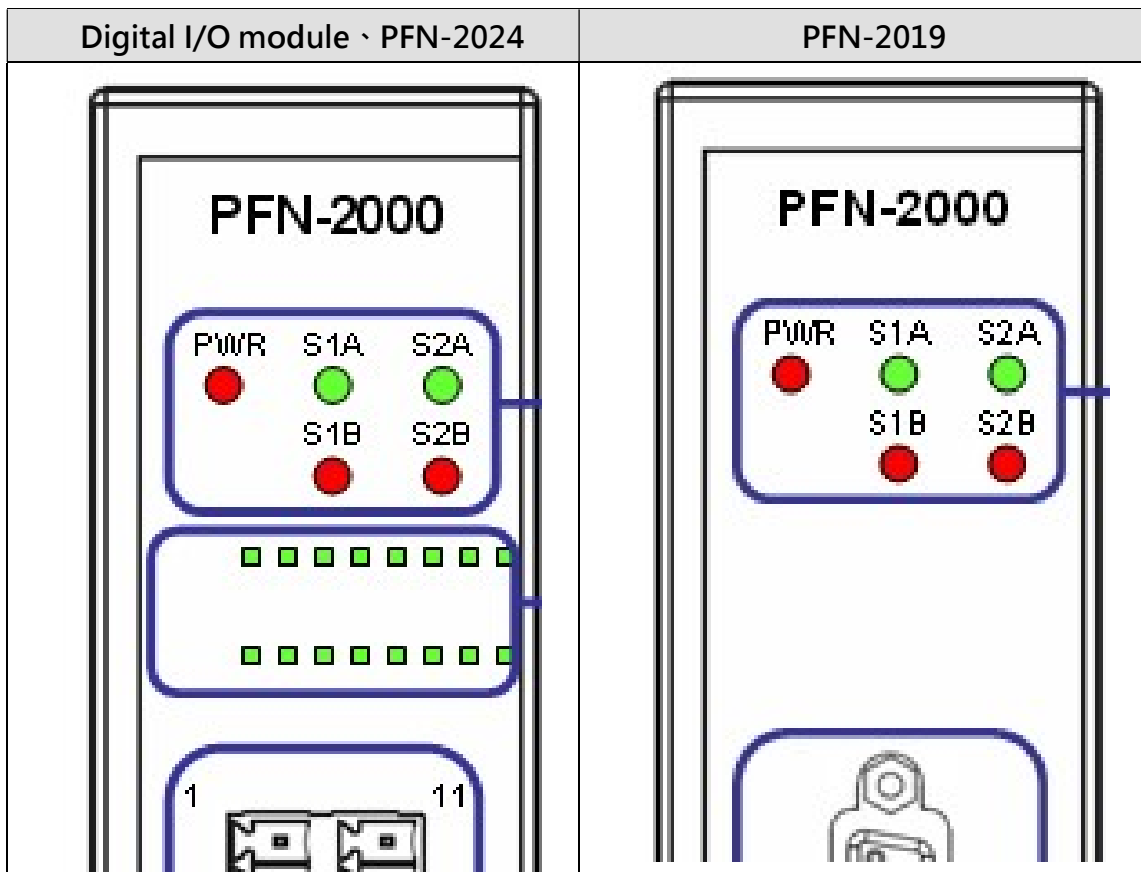 Digital I/O module、PFN-2024
PFN-2019
PFN-2000
PWR S1A S2A
S1B S2B
1 11
PFN-2000
PWR S1A S2A
S1B S2B